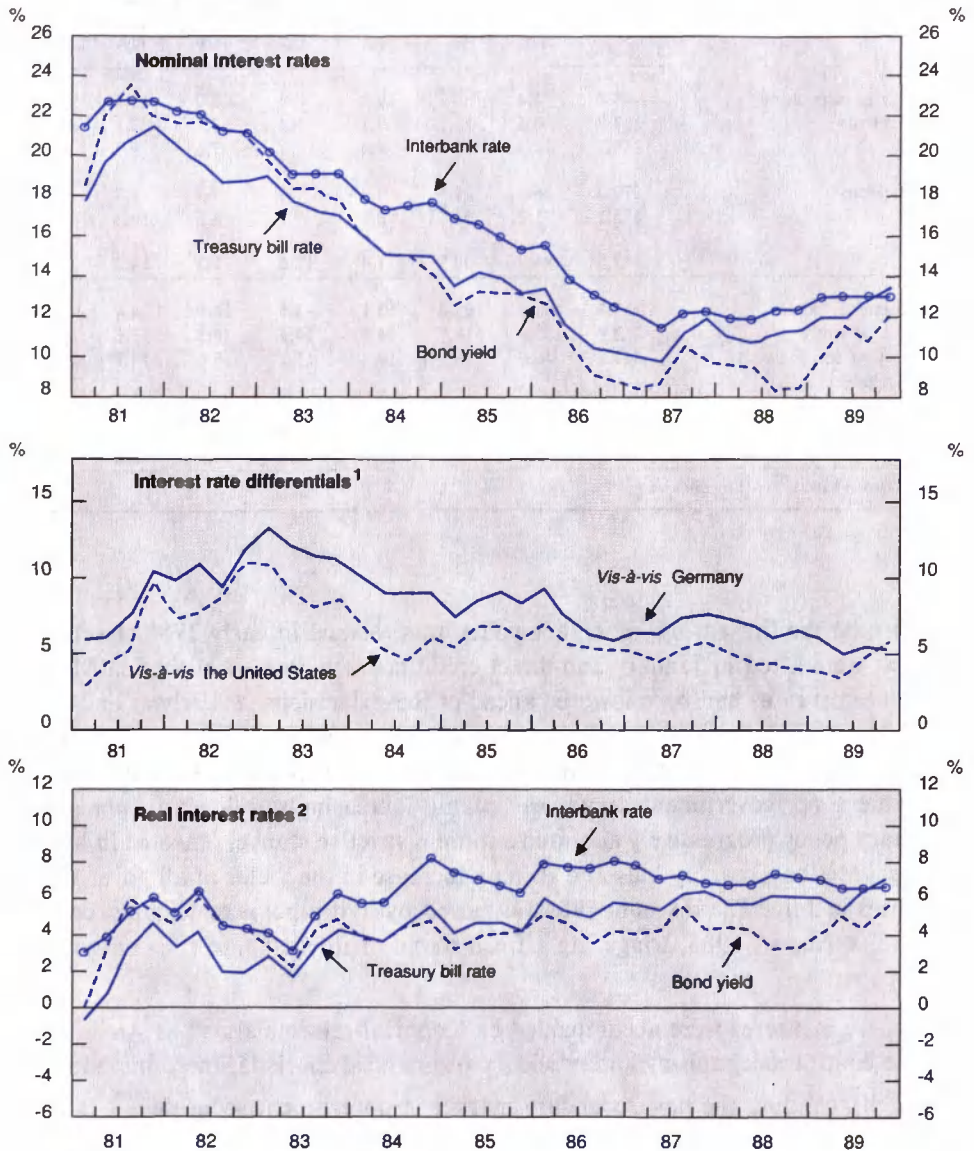 % %
26 26
Nominal interest rates
24 24
22 22
20 20
Interbank rate
18 18
16 16
Treasury bill rate
14 14
12 12
Bond yield
10 10
8 8
81 82 83 84 85 86 87 88 89
% %
Interest rate differentials 1
15 15
10 10
Vis-à-vis Germany
5 5
Vis-à-vis the United States
0 0
81 82 83 84 85 86 87 88 89
% %
12 12
Real interest rates 2
10 10
Interbank rate
8 8
6 6
4 4
2 2
Treasury bill rate
Bond yield
0 0
-2 -2
-4 -4
-6 -6
81 82 83 84 85 86 87 88 89